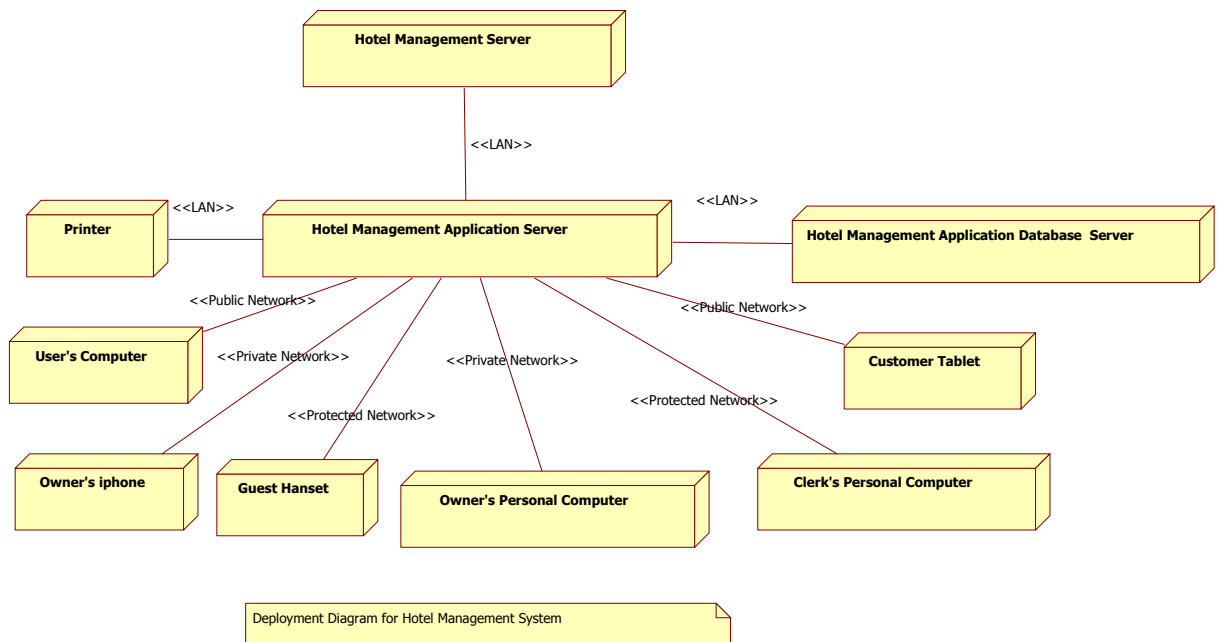 Hotel Management Server
<<LAN>>
<<LAN>>
<<LAN>>
Printer
Hotel Management Application Server
Hotel Management Application Database  Server
<<Public Network>>
<<Public Network>>
User's Computer
<<Private Network>>
<<Private Network>>
Customer Tablet
<<Protected Network>>
<<Protected Network>>
Owner's iphone
Guest Hanset
Owner's Personal Computer
Clerk's Personal Computer
Deployment Diagram for Hotel Management System